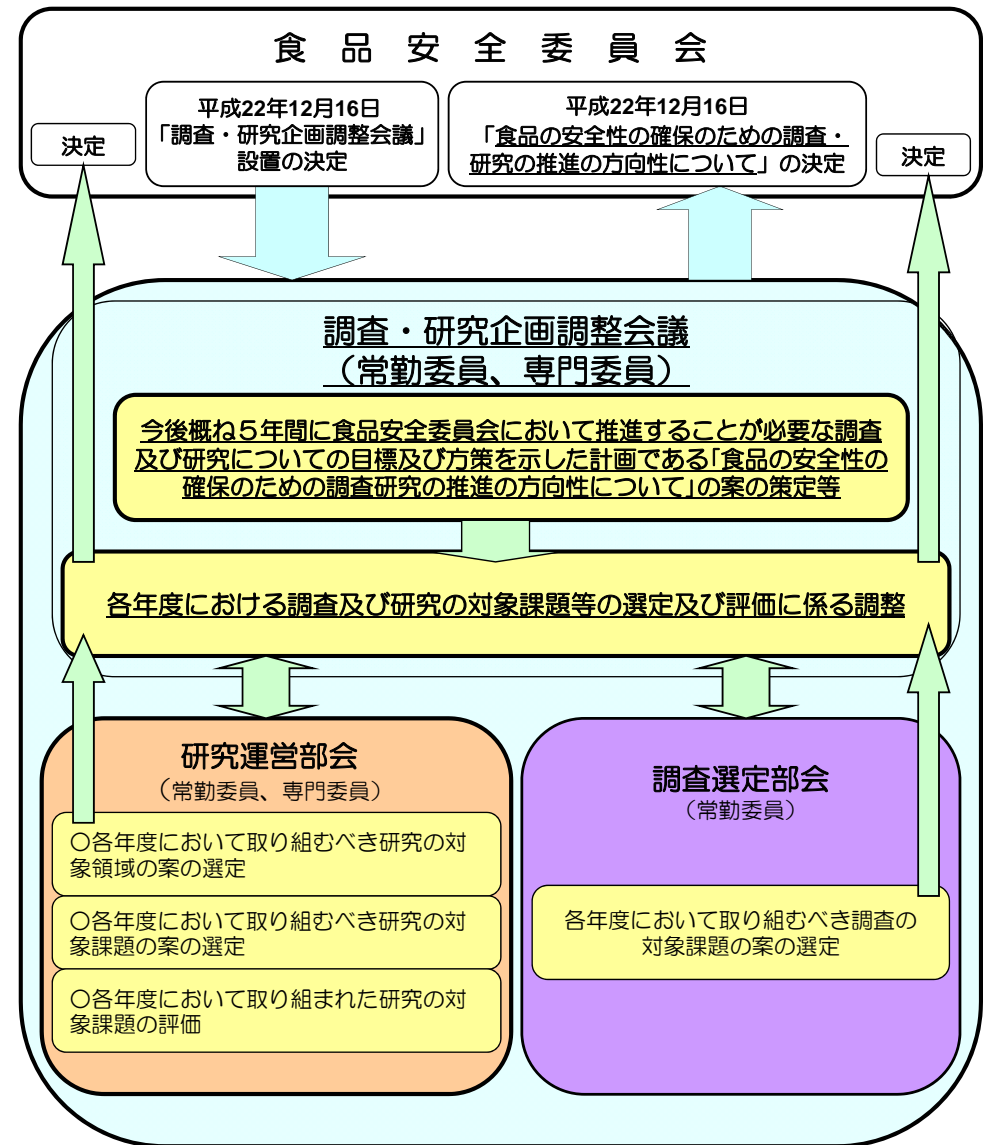 食品安全委員会
決定
平成22年12月16日
「調査・研究企画調整会議」
設置の決定
平成22年12月16日
「食品の安全性の確保のための調査・
研究の推進の方向性について」の決定
決定
調査・研究企画調整会議
（常勤委員、専門委員）
今後概ね５年間に食品安全委員会において推進することが必要な調査
及び研究についての目標及び方策を示した計画である「食品の安全性の
確保のための調査研究の推進の方向性について」の案の策定等
各年度における調査及び研究の対象課題等の選定及び評価に係る調整
研究運営部会
（常勤委員、専門委員）
〇各年度において取り組むべき研究の対
象領域の案の選定
〇各年度において取り組むべき研究の対
象課題の案の選定
〇各年度において取り組まれた研究の対
象課題の評価
調査選定部会
（常勤委員）
各年度において取り組むべき調査の
対象課題の案の選定